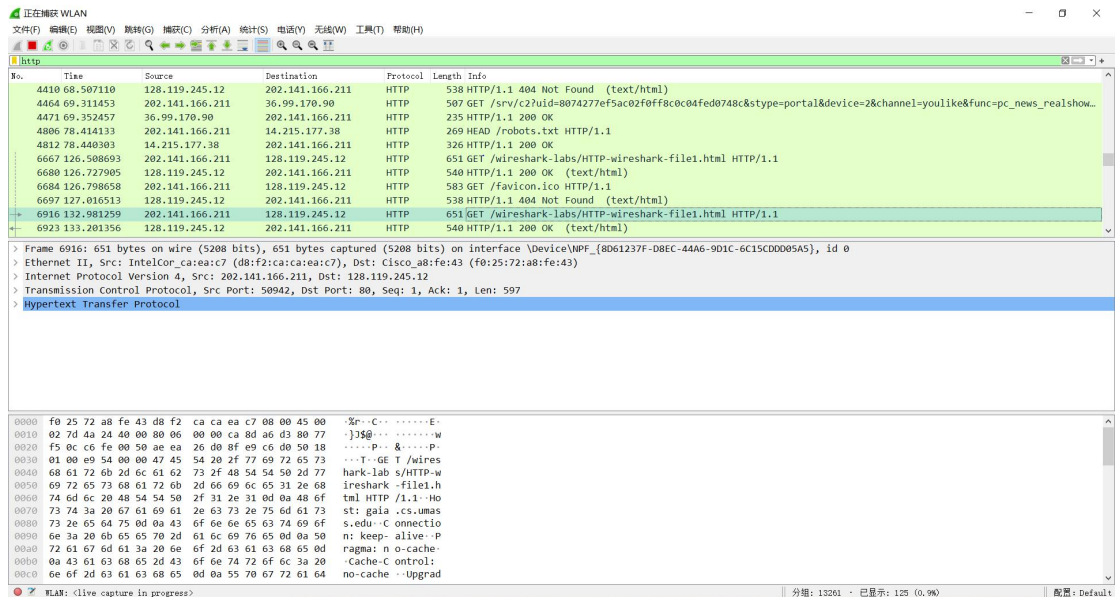 正在捕获 WLAN
文件(F) 编辑(E) 视图(V) 跳转(G) 捕获(C) 分析(A) 统计(S) 电话(Y) 无线(W) 工具(T) 帮助(H)
http
No. Time Source Destination Protocol Length Info
4410 68.507110 128.119.245.12 202.141.166.211 HTTP 538 HTTP/1.1 404 Not Found (text/html)
4464 69.311453 202.141.166.211 36.99.170.90 HTTP 507 GET /srv/c2?uid=8074277ef5ac02f0ff8c0c04fed0748c&stype=portal&device=2&channel=youlike&func=pc_news_realshow…
4471 69.352457 36.99.170.90 202.141.166.211 HTTP 235 HTTP/1.1 200 OK
4806 78.414133 202.141.166.211 14.215.177.38 HTTP 269 HEAD /robots.txt HTTP/1.1
4812 78.440303 14.215.177.38 202.141.166.211 HTTP 326 HTTP/1.1 200 OK
6667 126.508693 202.141.166.211 128.119.245.12 HTTP 651 GET /wireshark-labs/HTTP-wireshark-file1.html HTTP/1.1
6680 126.727905 128.119.245.12 202.141.166.211 HTTP 540 HTTP/1.1 200 OK (text/html)
6684 126.798658 202.141.166.211 128.119.245.12 HTTP 583 GET /favicon.ico HTTP/1.1
6697 127.016513 128.119.245.12 202.141.166.211 HTTP 538 HTTP/1.1 404 Not Found (text/html)
6916 132.981259 202.141.166.211 128.119.245.12 HTTP 651 GET /wireshark-labs/HTTP-wireshark-file1.html HTTP/1.1
6923 133.201356 128.119.245.12 202.141.166.211 HTTP 540 HTTP/1.1 200 OK (text/html)
> Frame 6916: 651 bytes on wire (5208 bits), 651 bytes captured (5208 bits) on interface \Device\NPF_{8D61237F-D8EC-44A6-9D1C-6C15CDDD05A5}, id 0
> Ethernet II, Src: IntelCor_ca:ea:c7 (d8:f2:ca:ca:ea:c7), Dst: Cisco_a8:fe:43 (f0:25:72:a8:fe:43)
> Internet Protocol Version 4, Src: 202.141.166.211, Dst: 128.119.245.12
> Transmission Control Protocol, Src Port: 50942, Dst Port: 80, Seq: 1, Ack: 1, Len: 597
> Hypertext Transfer Protocol
0000 f0 25 72 a8 fe 43 d8 f2 ca ca ea c7 08 00 45 00 ·%r··C·· ······E·
0010 02 7d 4a 24 40 00 80 06 00 00 ca 8d a6 d3 80 77 ·}J$@··· ·······w
0020 f5 0c c6 fe 00 50 ae ea 26 d0 8f e9 c6 d0 50 18 ·····P·· &·····P·
0030 01 00 e9 54 00 00 47 45 54 20 2f 77 69 72 65 73 ···T··GE T /wires
0040 68 61 72 6b 2d 6c 61 62 73 2f 48 54 54 50 2d 77 hark-lab s/HTTP-w
0050 69 72 65 73 68 61 72 6b 2d 66 69 6c 65 31 2e 68 ireshark -file1.h
0060 74 6d 6c 20 48 54 54 50 2f 31 2e 31 0d 0a 48 6f tml HTTP /1.1··Ho
0070 73 74 3a 20 67 61 69 61 2e 63 73 2e 75 6d 61 73 st: gaia .cs.umas
0080 73 2e 65 64 75 0d 0a 43 6f 6e 6e 65 63 74 69 6f s.edu··C onnectio
0090 6e 3a 20 6b 65 65 70 2d 61 6c 69 76 65 0d 0a 50 n: keep- alive··P
00a0 72 61 67 6d 61 3a 20 6e 6f 2d 63 61 63 68 65 0d ragma: n o-cache·
00b0 0a 43 61 63 68 65 2d 43 6f 6e 74 72 6f 6c 3a 20 ·Cache-C ontrol:
00c0 6e 6f 2d 63 61 63 68 65 0d 0a 55 70 67 72 61 64 no-cache ··Upgrad
WLAN: <live capture in progress> 分组: 13261 · 已显示: 125 (0.9%) 配置: Default